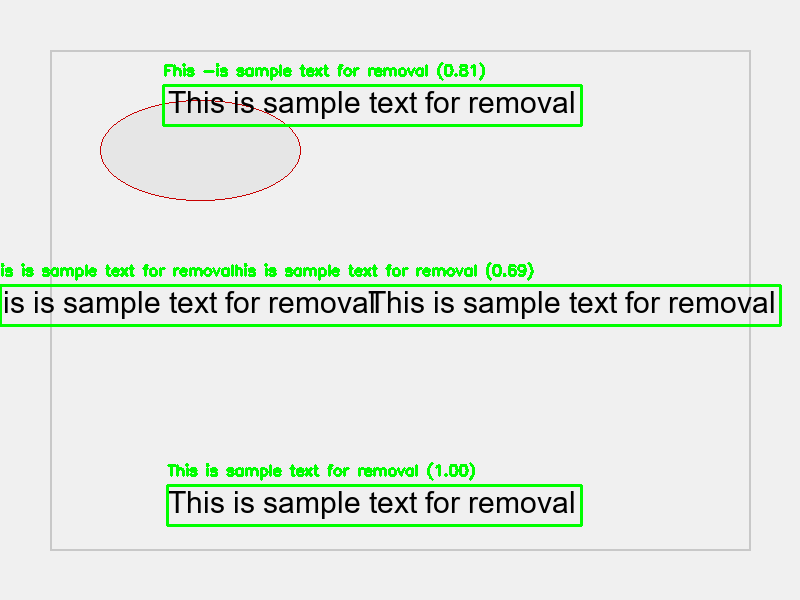 Fhis -is sample text for removal (0.81)
This is sample text for removal
is is sample text for removalhis is sample text for removal (0.69)
is is sample text for removalThis is sample text for removal
This is sample text for removal (1.00)
This is sample text for removal